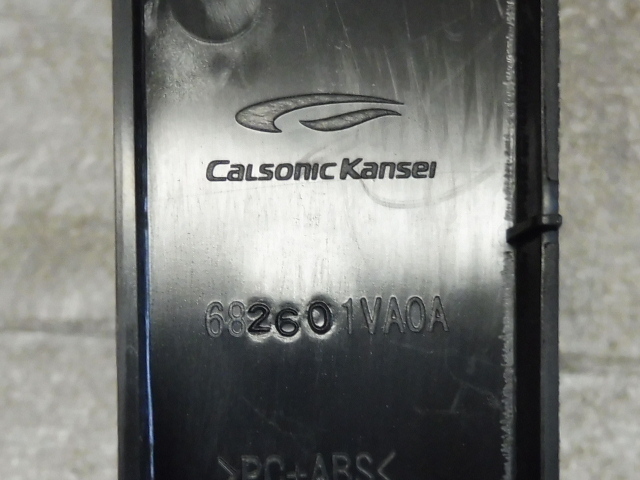 Calsonic Kansei
682601VA0A
>PC+ABS<